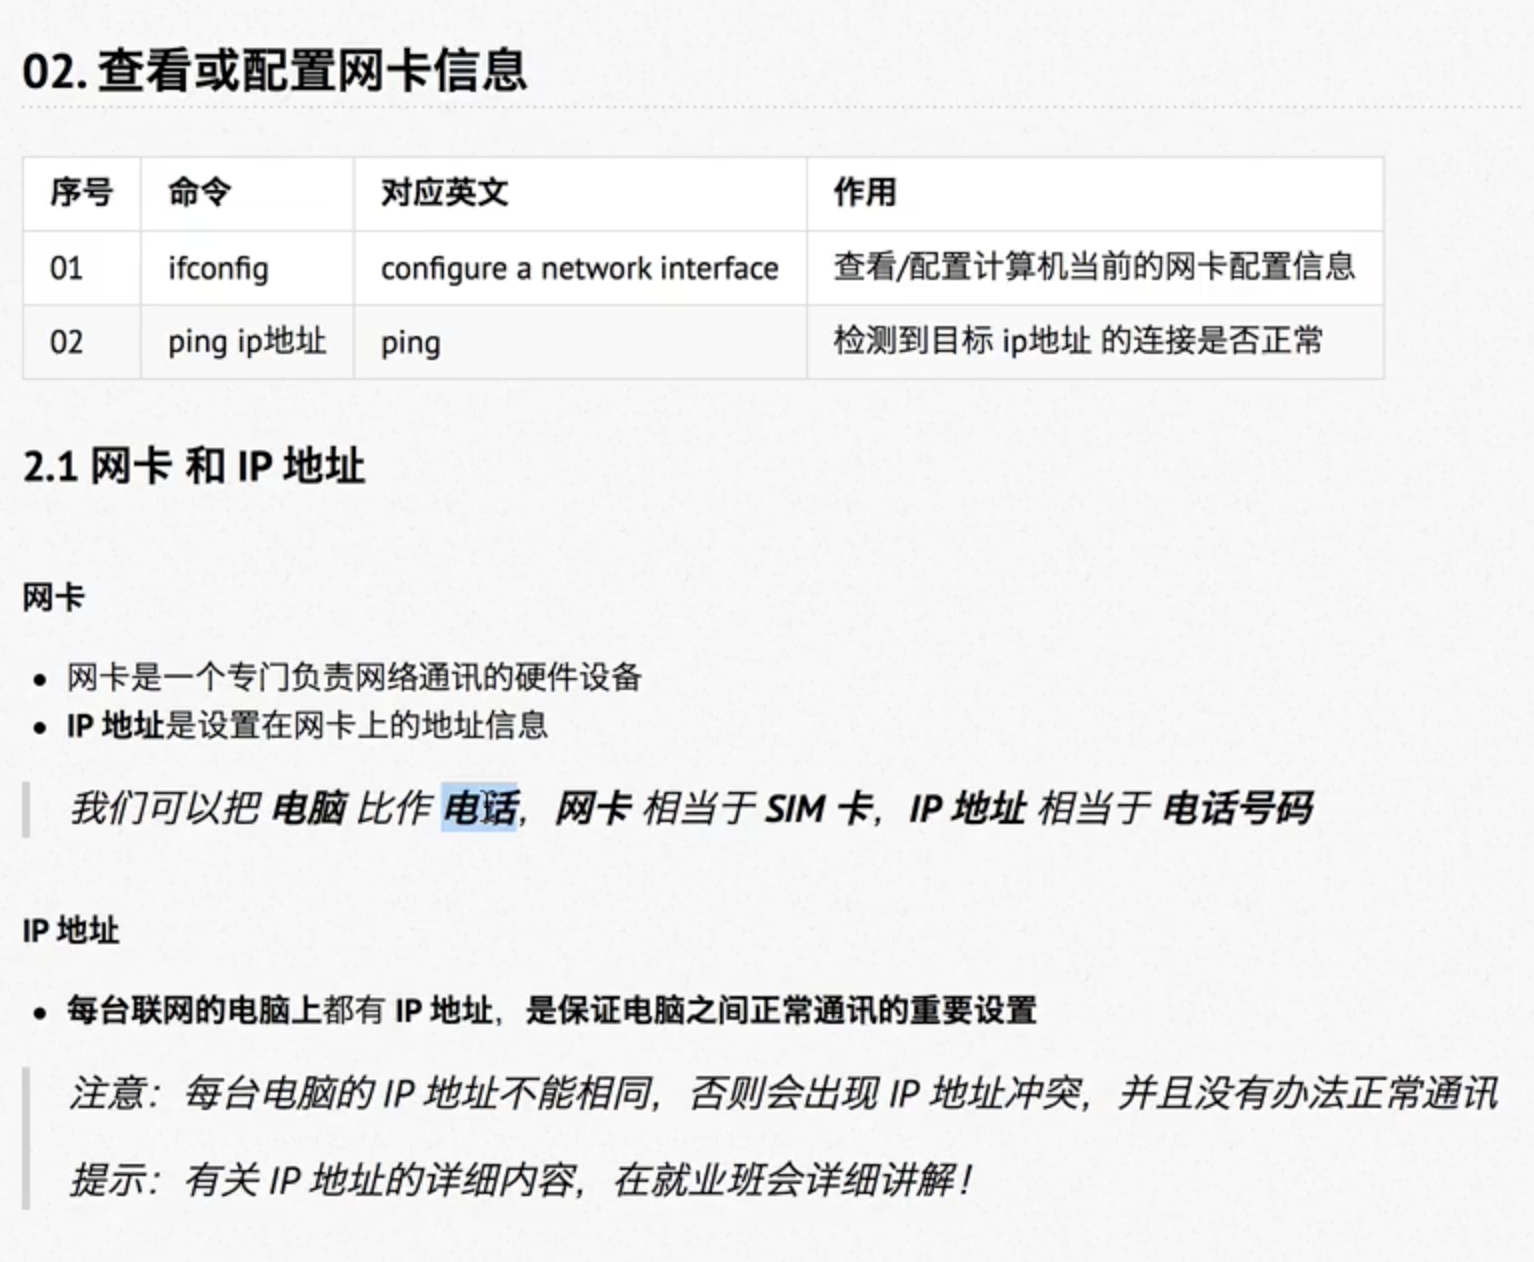 02. 查看或配置网卡信息
序号 命令 对应英文 作用
01 ifconfig configure a network interface 查看/配置计算机当前的网卡配置信息
02 ping ip地址 ping 检测到目标 ip地址 的连接是否正常
2.1 网卡 和 IP 地址
网卡
• 网卡是一个专门负责网络通讯的硬件设备
• IP 地址是设置在网卡上的地址信息
我们可以把 电脑 比作 电话，网卡 相当于 SIM 卡，IP 地址 相当于 电话号码
IP 地址
• 每台联网的电脑上都有 IP 地址，是保证电脑之间正常通讯的重要设置
注意：每台电脑的 IP 地址不能相同，否则会出现 IP 地址冲突，并且没有办法正常通讯
提示：有关 IP 地址的详细内容，在就业班会详细讲解！